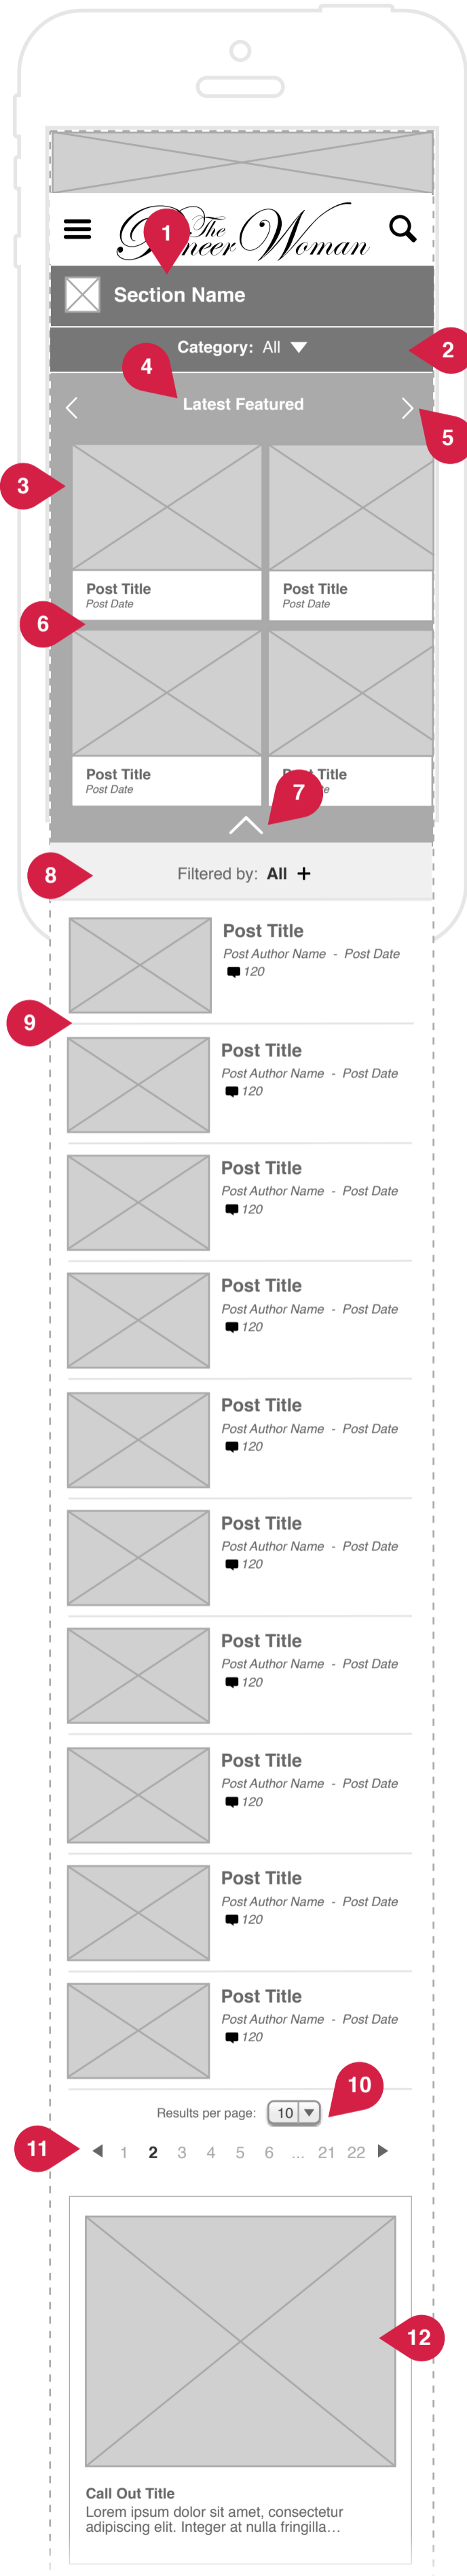 The
Pioneer Woman
1
Section Name
Category: All
2
4
Latest Featured
5
3
Post Title
Post Date
Post Title
Post Date
6
Post Title
Post Date
Title
7
8
Filtered by: All +
Post Title
Post Author Name - Post Date
120
9
Post Title
Post Author Name - Post Date
120
Post Title
Post Author Name - Post Date
120
Post Title
Post Author Name - Post Date
120
Post Title
Post Author Name - Post Date
120
Post Title
Post Author Name - Post Date
120
Post Title
Post Author Name - Post Date
120
Post Title
Post Author Name - Post Date
120
Post Title
Post Author Name - Post Date
120
Post Title
Post Author Name - Post Date
120
10
Results per page: 10
11
1 2 3 4 5 6 ... 21 22
12
Call Out Title
Lorem ipsum dolor sit amet, consectetur
adipiscing elit. Integer at nulla fringilla…